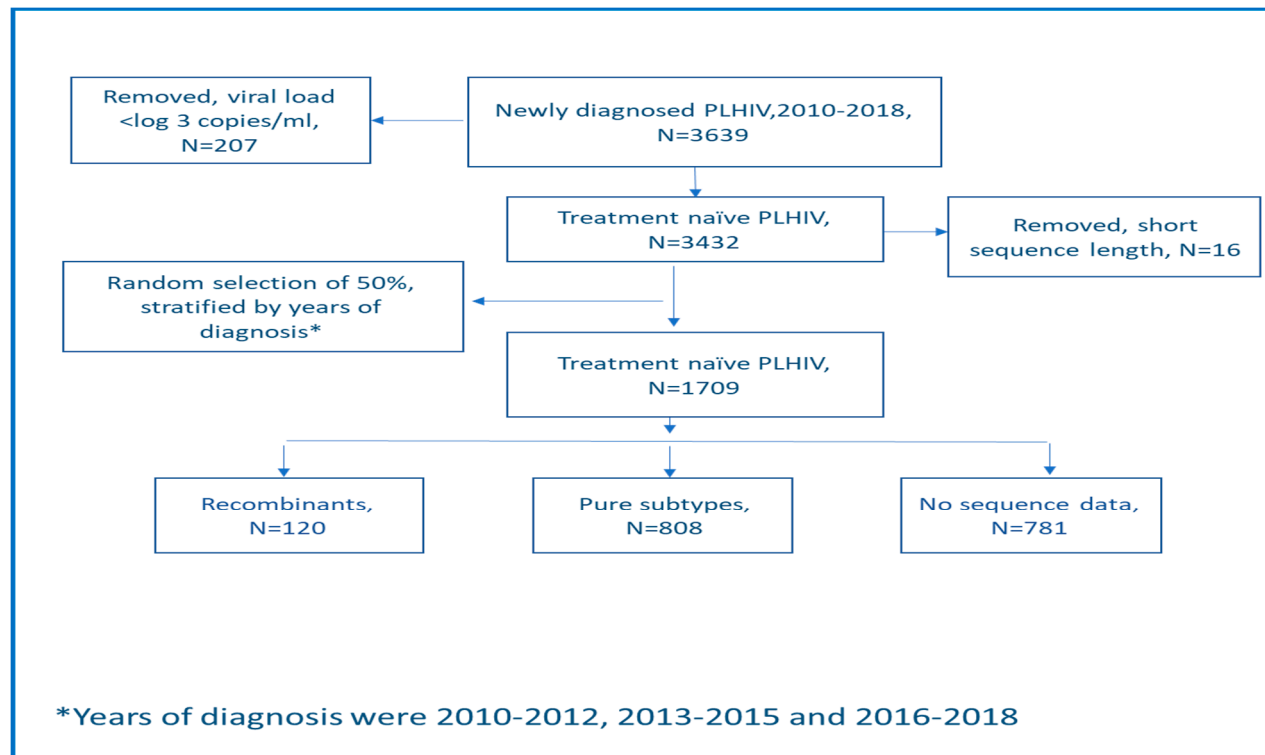 Removed, viral load
<log 3 copies/ml,
N=207
Newly diagnosed PLHIV,2010-2018,
N=3639
Treatment naïve PLHIV,
N=3432
Removed, short
sequence length, N=16
Random selection of 50%,
stratified by years of
diagnosis*
Treatment naïve PLHIV,
N=1709
Recombinants,
N=120
Pure subtypes,
N=808
No sequence data,
N=781
*Years of diagnosis were 2010-2012, 2013-2015 and 2016-2018